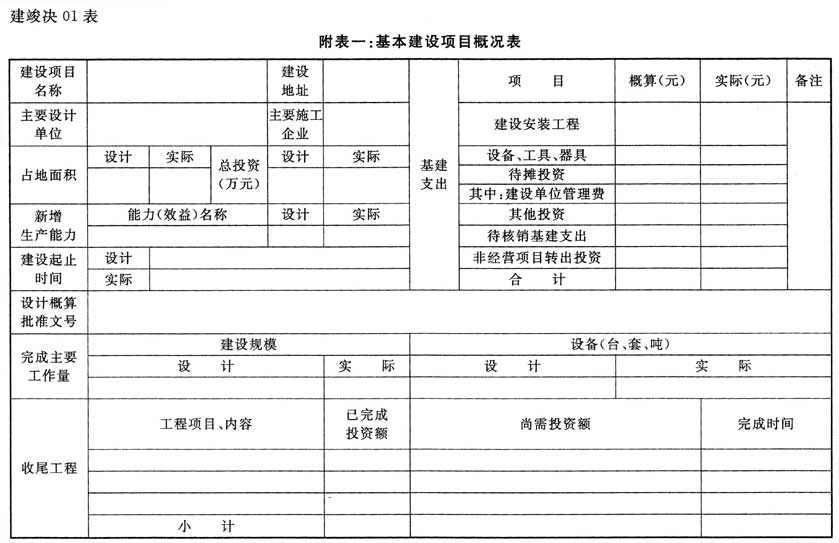 建竣决 01 表
附表一:基本建设项目概况表
建设项目
名称
建设
地址
基建
支出
项 目
概算(元)
实际(元)
备注
主要设计
单位
主要施工
企业
建设安装工程
占地面积
设计
实际
总投资
(万元)
设计
实际
设备、工具、器具
待摊投资
其中:建设单位管理费
新增
生产能力
能力(效益)名称
设计
实际
其他投资
待核销基建支出
建设起止
时间
设计
实际
非经营项目转出投资
合 计
设计概算
批准文号
完成主要
工作量
建设规模
设备(台、套、吨)
设 计
实 际
设 计
实 际
收尾工程
工程项目、内容
已完成
投资额
尚需投资额
完成时间
小 计